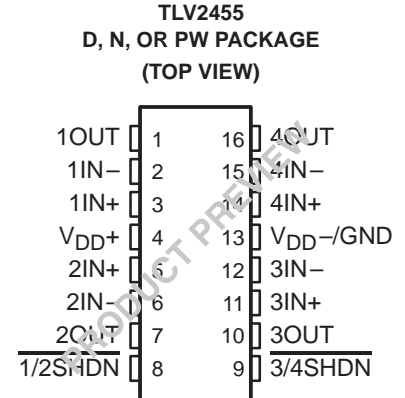 TLV2455
D, N, OR PW PACKAGE
(TOP VIEW)
1OUT 1 16 4OUT
1IN− 2 15 4IN−
1IN+ 3 14 4IN+
VDD+ 4 13 VDD−/GND
2IN+ 5 12 3IN−
2IN− 6 11 3IN+
2OUT 7 10 3OUT
1/2SHDN 8 9 3/4SHDN
PRODUCT PREVIEW